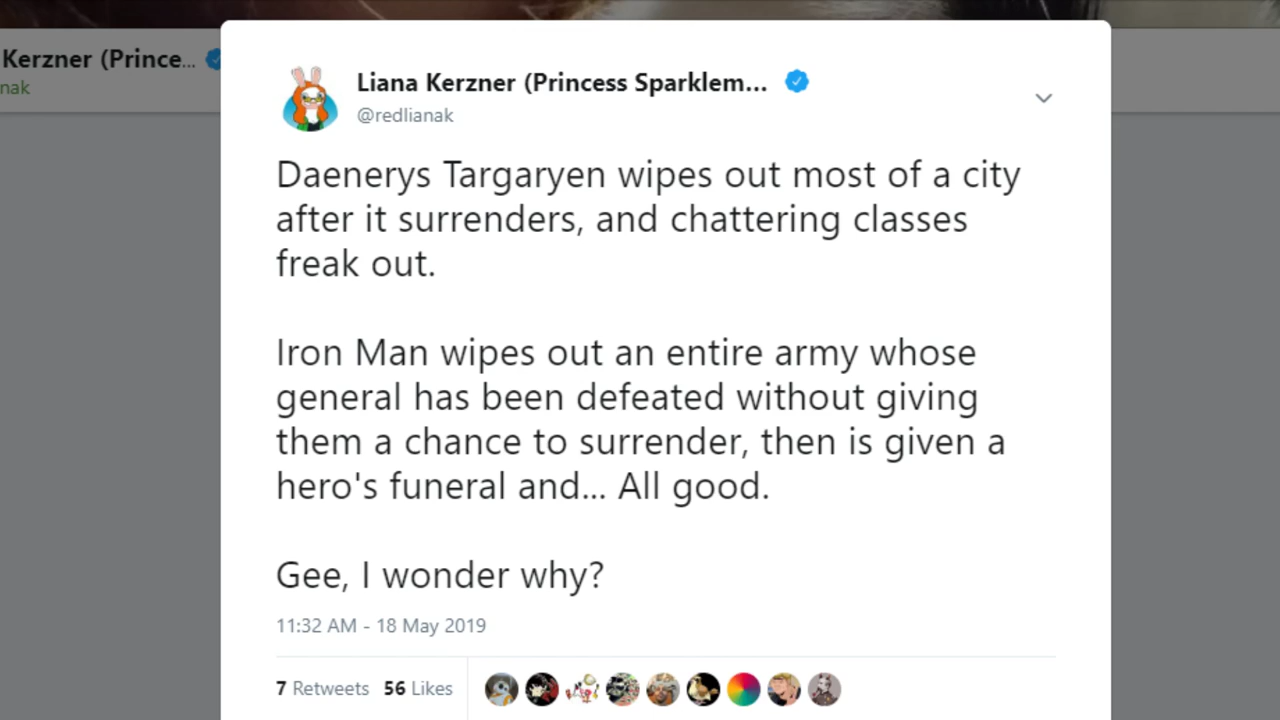 Kerzner (Prince...
nak
Liana Kerzner (Princess Sparklem...
@redlianak
Daenerys Targaryen wipes out most of a city
after it surrenders, and chattering classes
freak out.
Iron Man wipes out an entire army whose
general has been defeated without giving
them a chance to surrender, then is given a
hero's funeral and... All good.
Gee, I wonder why?
11:32 AM - 18 May 2019
7 Retweets 56 Likes